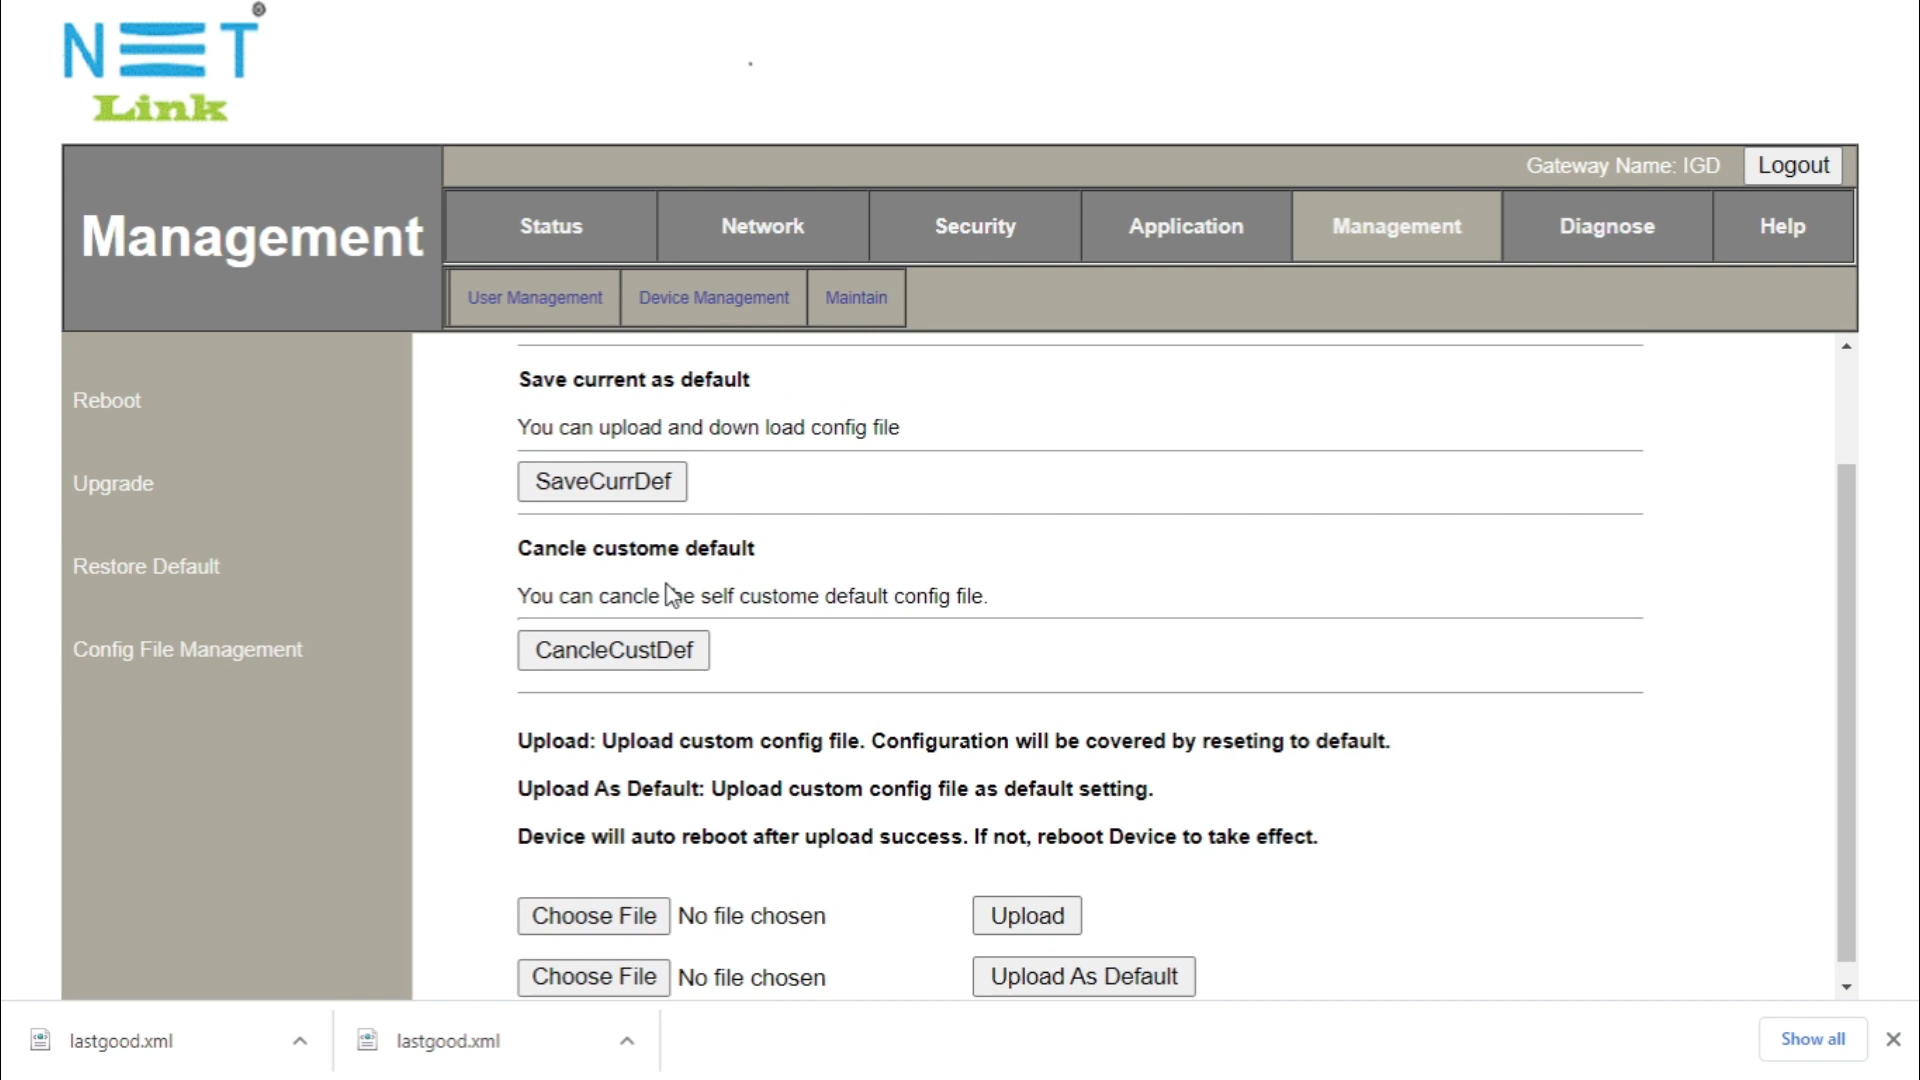 NET
Link
®
Gateway Name: IGD Logout
Management
Status Network Security Application Management Diagnose Help
User Management Device Management Maintain
Reboot
Upgrade
Restore Default
Config File Management
Save current as default
You can upload and down load config file
SaveCurrDef
Cancle custome default
You can cancle he self custome default config file.
CancleCustDef
Upload: Upload custom config file. Configuration will be covered by reseting to default.
Upload As Default: Upload custom config file as default setting.
Device will auto reboot after upload success. If not, reboot Device to take effect.
Choose File No file chosen Upload
Choose File No file chosen Upload As Default
lastgood.xml lastgood.xml Show all